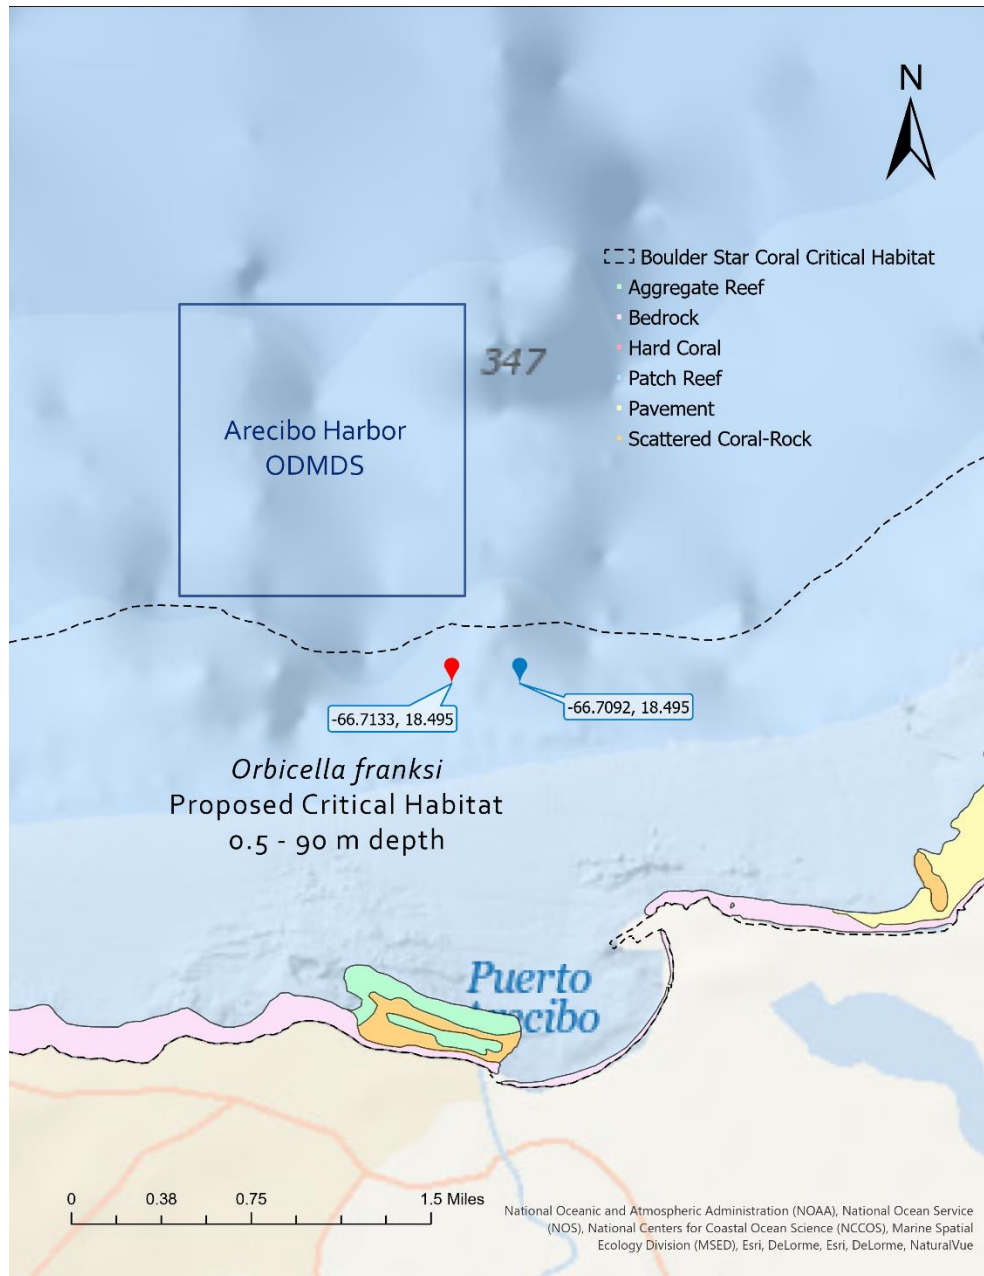 N
Boulder Star Coral Critical Habitat
Aggregate Reef
Bedrock
Hard Coral
Patch Reef
Pavement
Scattered Coral-Rock
347
Arecibo Harbor
ODMDS
-66.7133, 18.495
-66.7092, 18.495
Orbicella franksi
Proposed Critical Habitat
0.5 - 90 m depth
Puerto
Arecibo
0 0.38 0.75 1.5 Miles
National Oceanic and Atmospheric Administration (NOAA), National Ocean Service
(NOS), National Centers for Coastal Ocean Science (NCCOS), Marine Spatial
Ecology Division (MSED), Esri, DeLorme, Esri, DeLorme, NaturalVue